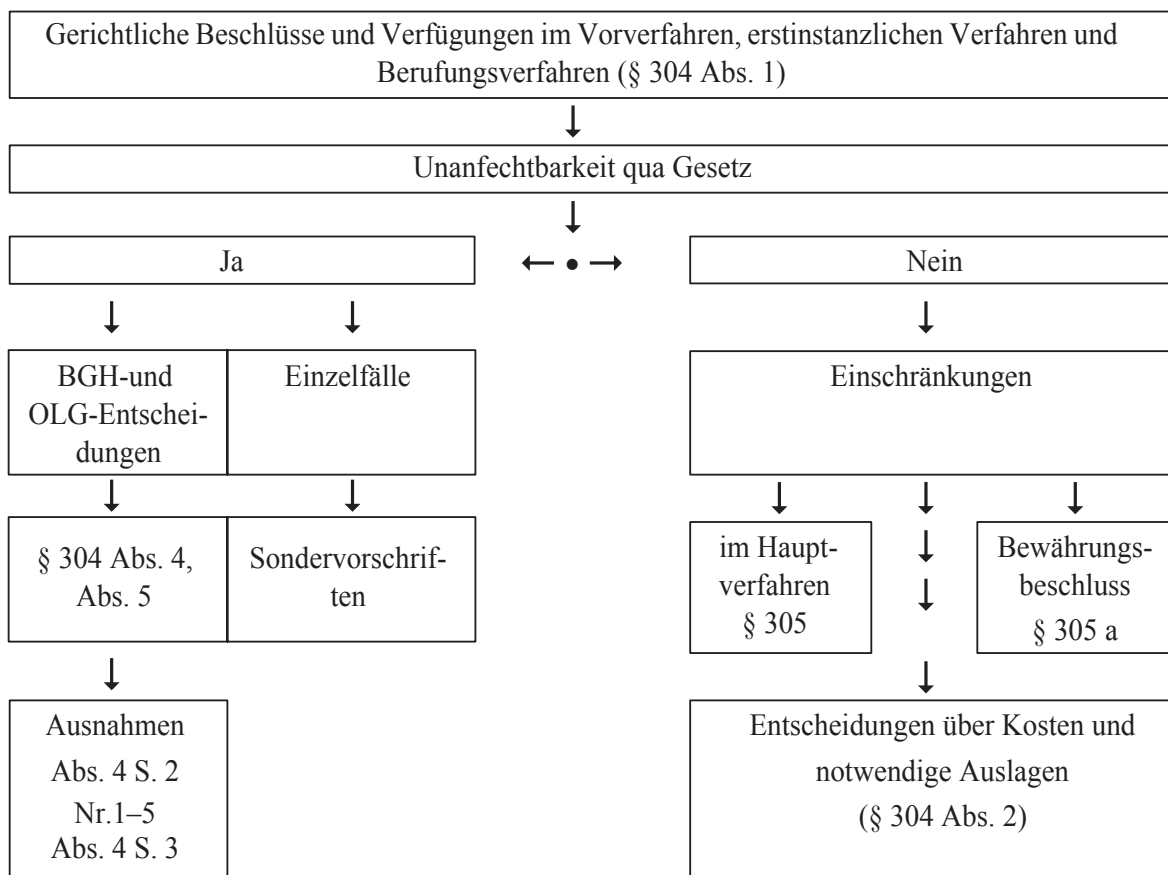 Gerichtliche Beschlüsse und Verfügungen im Vorverfahren, erstinstanzlichen Verfahren und
Berufungsverfahren (§ 304 Abs. 1)
Unanfechtbarkeit qua Gesetz
Ja
Nein
BGH-und
OLG-Entschei-
dungen
Einzelfälle
Einschränkungen
§ 304 Abs. 4,
Abs. 5
Sondervorschrif-
ten
im Haupt-
verfahren
§ 305
Bewährungs-
beschluss
§ 305 a
Ausnahmen
Abs. 4 S. 2
Nr.1–5
Abs. 4 S. 3
Entscheidungen über Kosten und
notwendige Auslagen
(§ 304 Abs. 2)